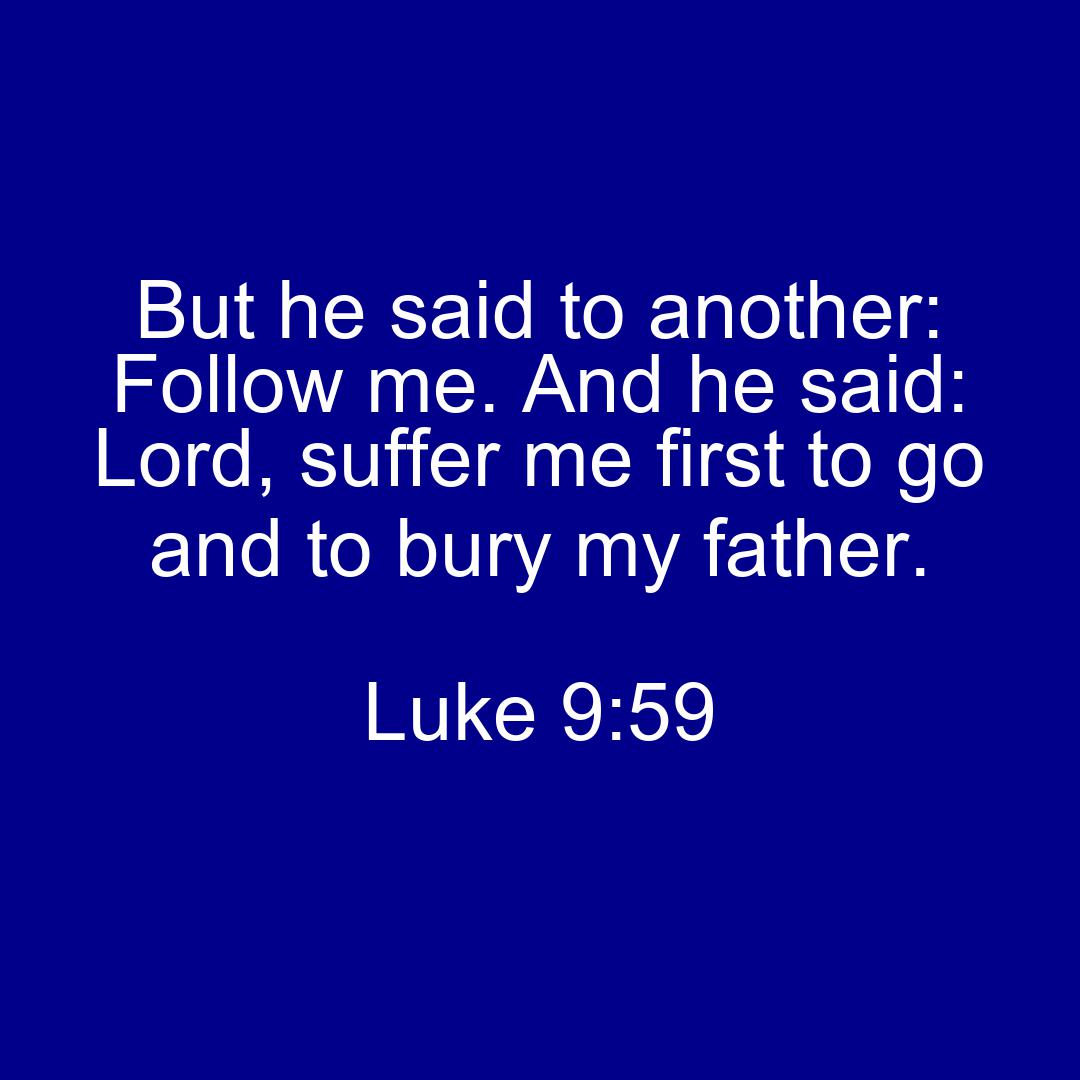 But he said to another:
Follow me. And he said:
Lord, suffer me first to go
and to bury my father.
Luke 9:59